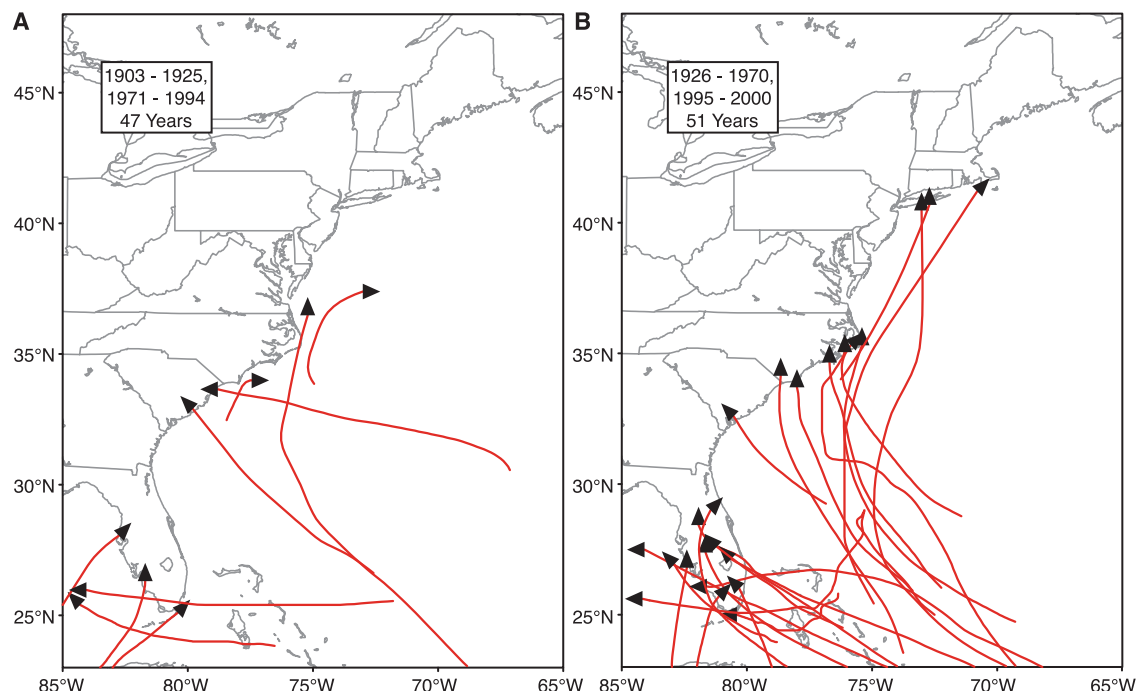 A
1903 - 1925,
1971 - 1994
47 Years
45°N
40°N
35°N
30°N
25°N
85°W
80°W
75°W
70°W
65°W
B
1926 - 1970,
1995 - 2000
51 Years
45°N
40°N
35°N
30°N
25°N
85°W
80°W
75°W
70°W
65°W